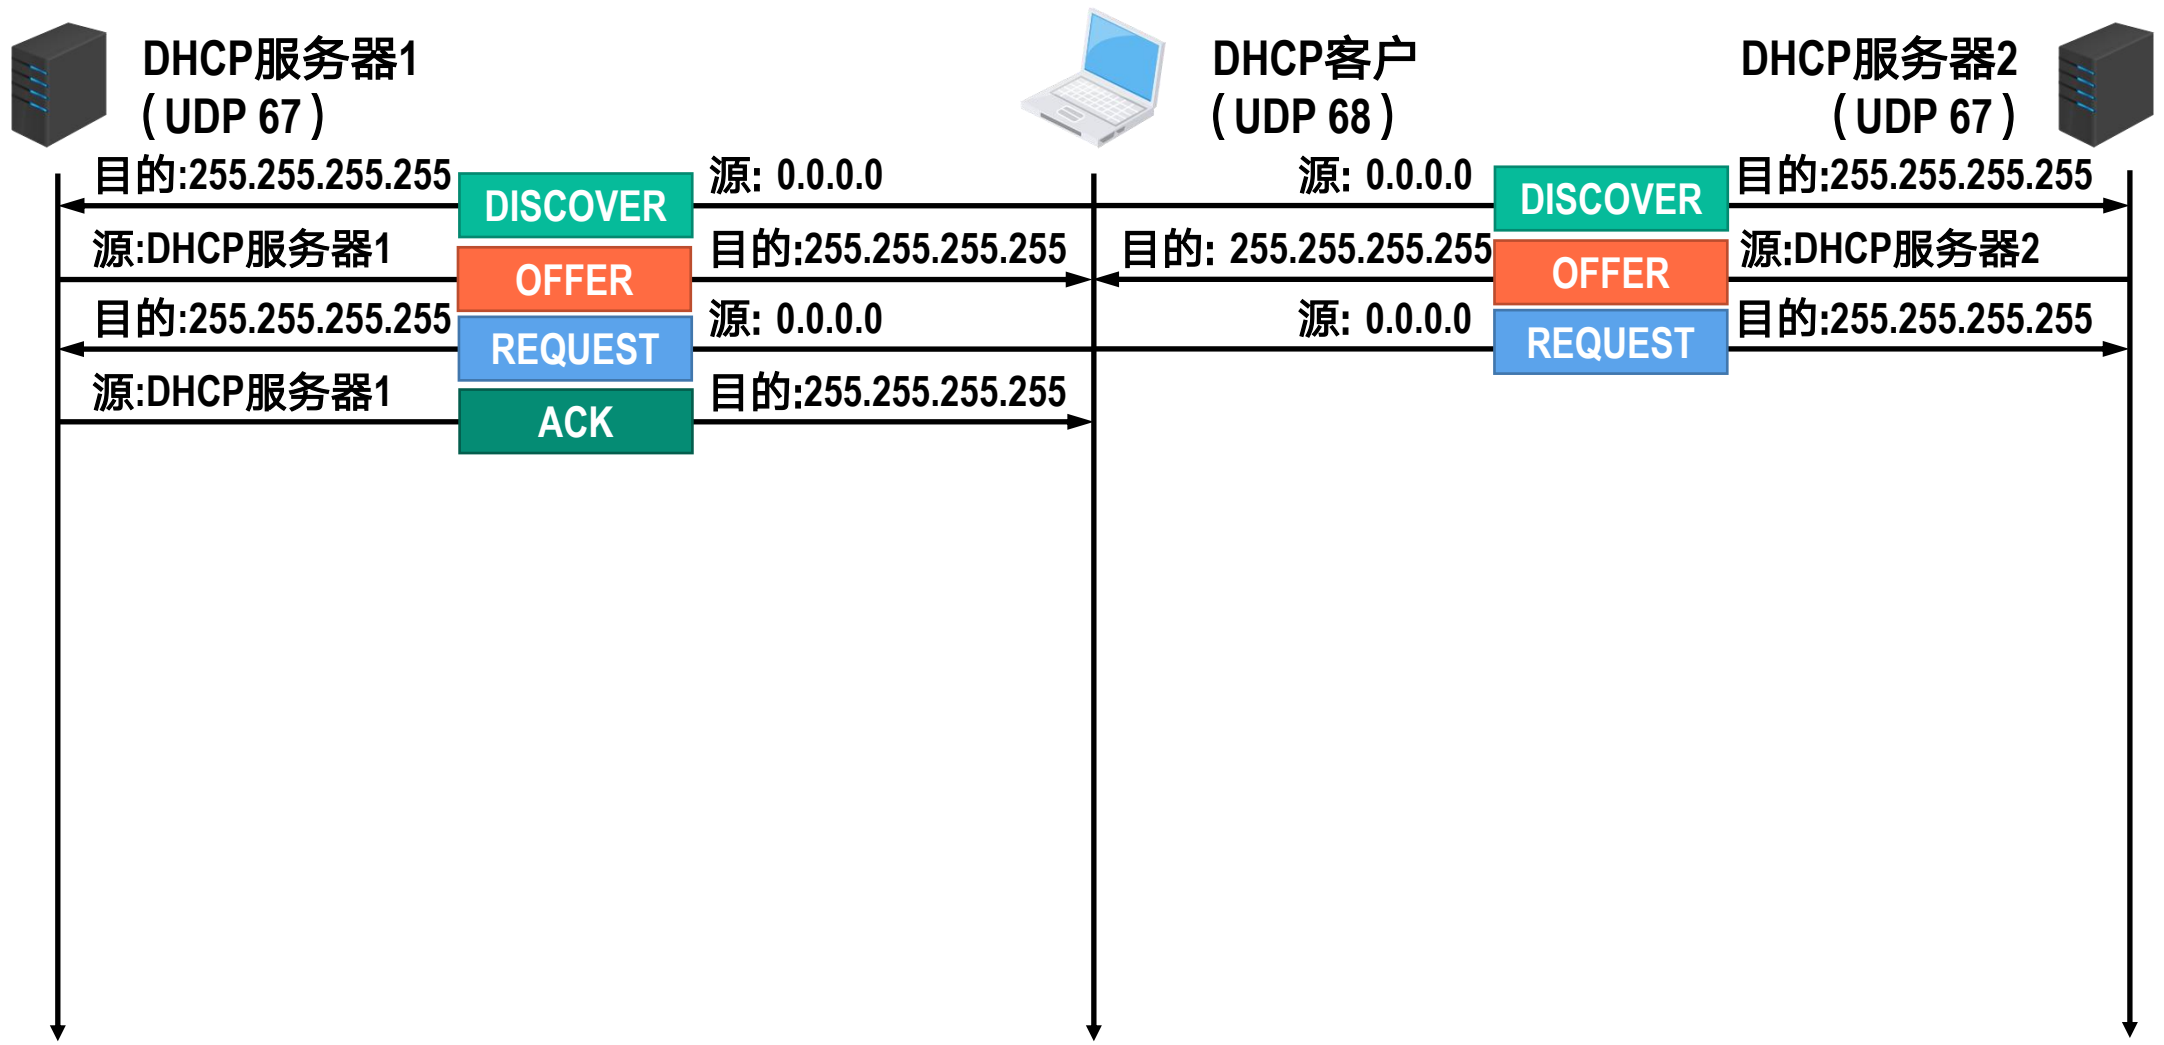 DHCP服务器1
（UDP 67）
DHCP客户
（UDP 68）
DHCP服务器2
（UDP 67）
目的:255.255.255.255 DISCOVER 源: 0.0.0.0 源: 0.0.0.0 DISCOVER 目的:255.255.255.255
源:DHCP服务器1 OFFER 目的:255.255.255.255 目的: 255.255.255.255 OFFER 源:DHCP服务器2
目的:255.255.255.255 REQUEST 源: 0.0.0.0 源: 0.0.0.0 REQUEST 目的:255.255.255.255
源:DHCP服务器1 ACK 目的:255.255.255.255